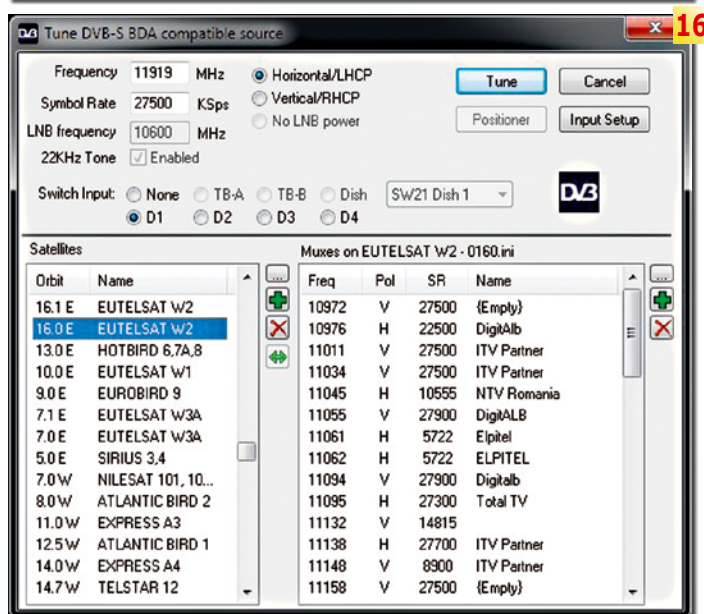 16
DVB Tune DVB-S BDA compatible source
Frequency 11919 MHz Horizontal/LHCP Tune Cancel
Symbol Rate 27500 KSps Vertical/RHCP
LNB frequency 10600 MHz No LNB power Positioner Input Setup
22KHz Tone Enabled
Switch Input: None TB-A TB-B Dish SW21 Dish 1 DVB
D1 D2 D3 D4
Satellites Muxes on EUTELSAT W2 - 0160.ini
Orbit Name ... Freq Pol SR Name ...
16.1 E EUTELSAT W2 10972 V 27500 {Empty}
16.0 E EUTELSAT W2 10976 H 22500 DigitAlb
13.0 E HOTBIRD 6,7A,8 11011 V 27500 ITV Partner
10.0 E EUTELSAT W1 11034 V 27500 ITV Partner
9.0 E EUROBIRD 9 11045 H 10555 NTV Romania
7.1 E EUTELSAT W3A 11055 V 27900 DigitALB
7.0 E EUTELSAT W3A 11061 H 5722 Elpitel
5.0 E SIRIUS 3,4 11062 H 5722 ELPITEL
7.0 W NILESAT 101, 10... 11094 V 27900 Digitalb
8.0 W ATLANTIC BIRD 2 11095 H 27300 Total TV
11.0 W EXPRESS A3 11132 V 14815
12.5 W ATLANTIC BIRD 1 11138 H 27700 ITV Partner
14.0 W EXPRESS A4 11148 V 8900 ITV Partner
14.7 W TELSTAR 12 11158 V 27500 {Empty}